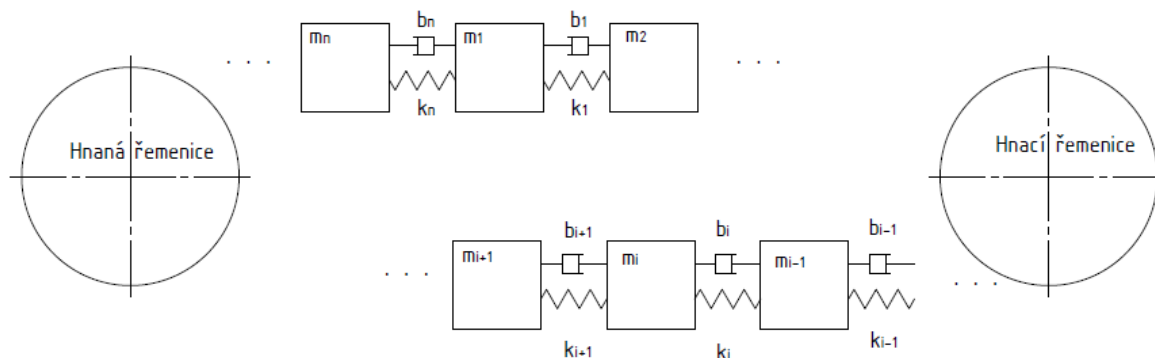 bn b1
mn m1 m2
. . . . . .
kn k1
Hnaná řemenice
Hnací řemenice
bi+1 bi bi-1
mi+1 mi mi-1
. . . . . .
ki+1 ki ki-1